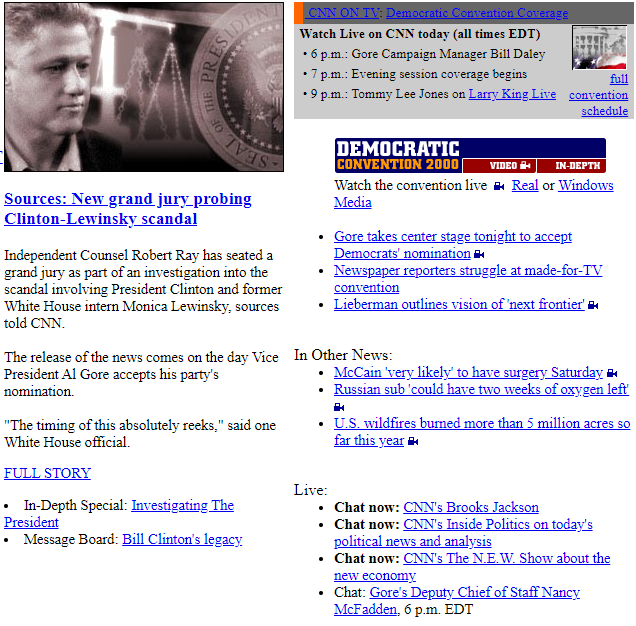 Sources: New grand jury probing
Clinton-Lewinsky scandal
Independent Counsel Robert Ray has seated a
grand jury as part of an investigation into the
scandal involving President Clinton and former
White House intern Monica Lewinsky, sources
told CNN.
The release of the news comes on the day Vice
President Al Gore accepts his party's
nomination.
"The timing of this absolutely reeks," said one
White House official.
FULL STORY
• In-Depth Special: Investigating The
President
• Message Board: Bill Clinton's legacy
CNN ON TV: Democratic Convention Coverage
Watch Live on CNN today (all times EDT)
• 6 p.m.: Gore Campaign Manager Bill Daley
• 7 p.m.: Evening session coverage begins
• 9 p.m.: Tommy Lee Jones on Larry King Live
full
convention
schedule
DEMOCRATIC
CONVENTION 2000 VIDEO IN-DEPTH
Watch the convention live Real or Windows
Media
• Gore takes center stage tonight to accept
Democrats' nomination
• Newspaper reporters struggle at made-for-TV
convention
• Lieberman outlines vision of 'next frontier'
In Other News:
• McCain 'very likely' to have surgery Saturday
• Russian sub 'could have two weeks of oxygen left'
• U.S. wildfires burned more than 5 million acres so
far this year
Live:
• Chat now: CNN's Brooks Jackson
• Chat now: CNN's Inside Politics on today's
political news and analysis
• Chat now: CNN's The N.E.W. Show about the
new economy
• Chat: Gore's Deputy Chief of Staff Nancy
McFadden, 6 p.m. EDT